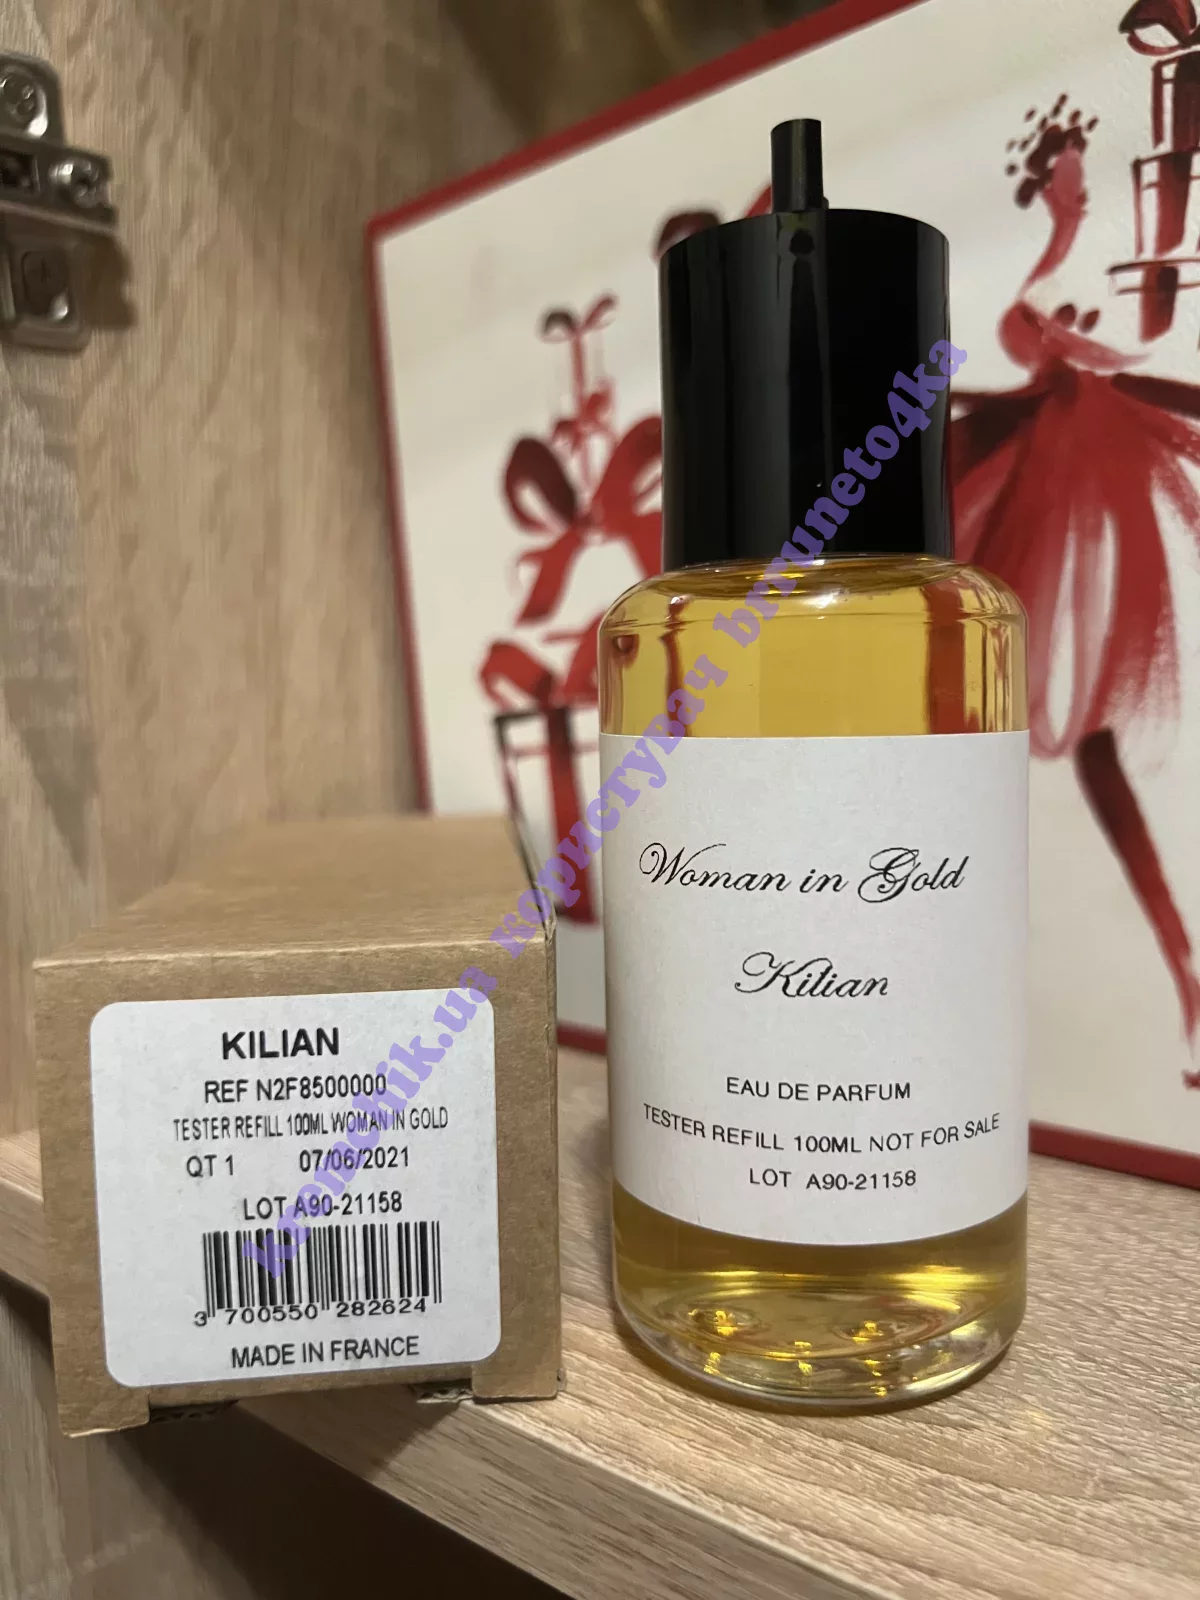 Woman in Gold
Kilian
EAU DE PARFUM
TESTER REFILL 100ML NOT FOR SALE
LOT A90-21158
KILIAN
REF N2F8500000
TESTER REFILL 100ML WOMAN IN GOLD
QT 1 07/06/2021
LOT A90-21158
3 700550 282624
MADE IN FRANCE
kremchik.ua користувач brruneto4ka